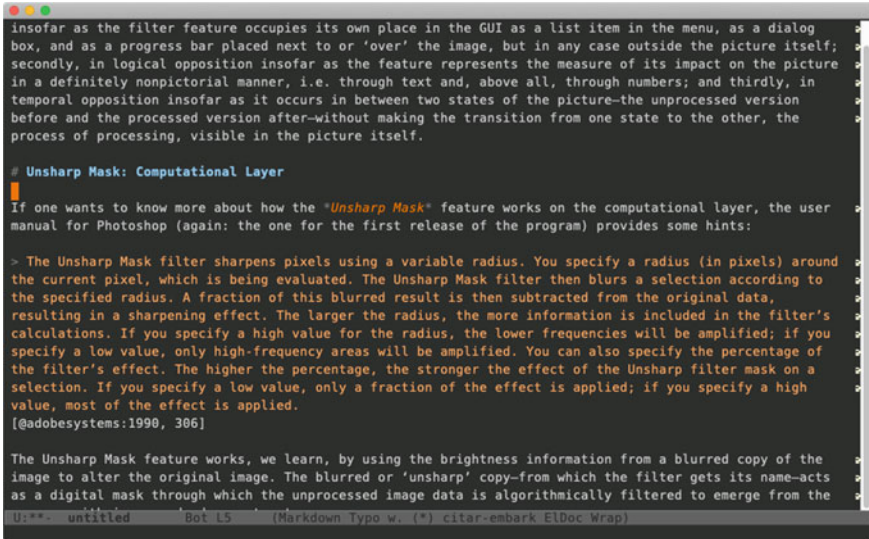 insofar as the filter feature occupies its own place in the GUI as a list item in the menu, as a dialog
box, and as a progress bar placed next to or ‘over’ the image, but in any case outside the picture itself;
secondly, in logical opposition insofar as the feature represents the measure of its impact on the picture
in a definitely nonpictorial manner, i.e. through text and, above all, through numbers; and thirdly, in
temporal opposition insofar as it occurs in between two states of the picture—the unprocessed version
before and the processed version after—without making the transition from one state to the other, the
process of processing, visible in the picture itself.
# Unsharp Mask: Computational Layer
If one wants to know more about how the *Unsharp Mask* feature works on the computational layer, the user
manual for Photoshop (again: the one for the first release of the program) provides some hints:
> The Unsharp Mask filter sharpens pixels using a variable radius. You specify a radius (in pixels) around
the current pixel, which is being evaluated. The Unsharp Mask filter then blurs a selection according to
the specified radius. A fraction of this blurred result is then subtracted from the original data,
resulting in a sharpening effect. The larger the radius, the more information is included in the filter’s
calculations. If you specify a high value for the radius, the lower frequencies will be amplified; if you
specify a low value, only high-frequency areas will be amplified. You can also specify the percentage of
the filter’s effect. The higher the percentage, the stronger the effect of the Unsharp filter mask on a
selection. If you specify a low value, only a fraction of the effect is applied; if you specify a high
value, most of the effect is applied.
[@adobesystems:1990, 306]
The Unsharp Mask feature works, we learn, by using the brightness information from a blurred copy of the
image to alter the original image. The blurred or ‘unsharp’ copy—from which the filter gets its name—acts
as a digital mask through which the unprocessed image data is algorithmically filtered to emerge from the
U:**- untitled Bot L5 (Markdown Typo w. (*) citar-embark ElDoc Wrap)